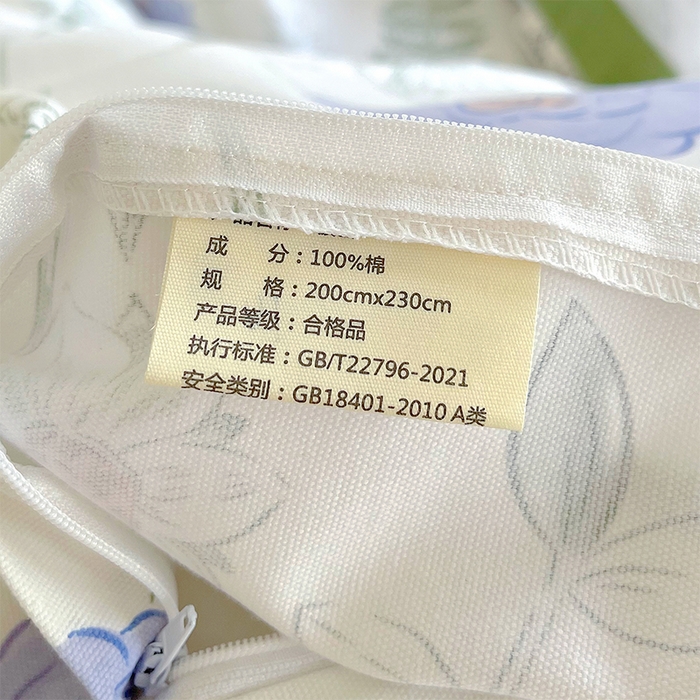 成 分：100%棉
规 格：200cmx230cm
产品等级：合格品
执行标准：GB/T22796-2021
安全类别：GB18401-2010 A类